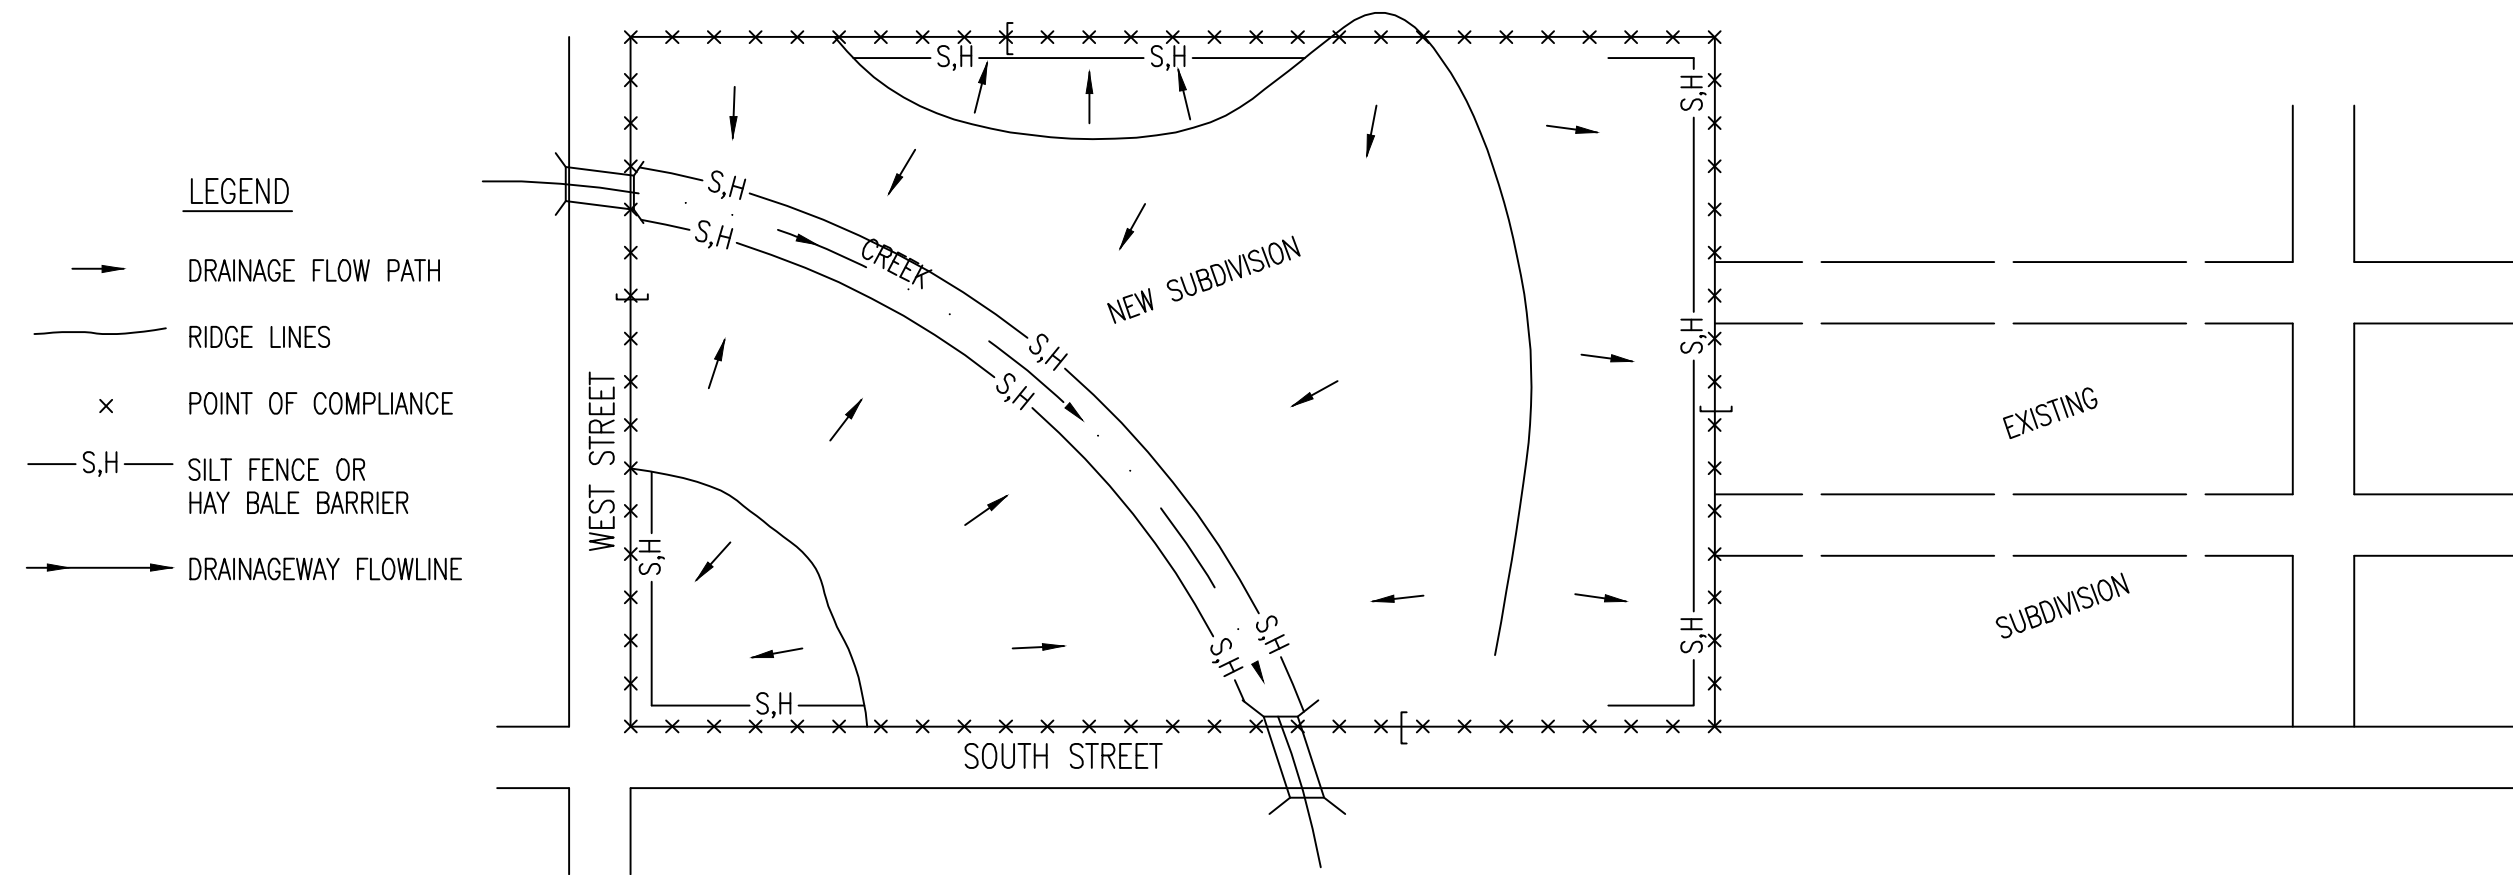 LEGEND
DRAINAGE FLOW PATH
RIDGE LINES
POINT OF COMPLIANCE
S,H
SILT FENCE OR
HAY BALE BARRIER
DRAINAGEWAY FLOWLINE
S,H
S,H
S,H
S,H
S,H
CREEK
NEW SUBDIVISION
S,H
S,H
S,H
WEST STREET
EXISTING
S,H
S,H
S,H
S,H
SUBDIVISION
S,H
SOUTH STREET